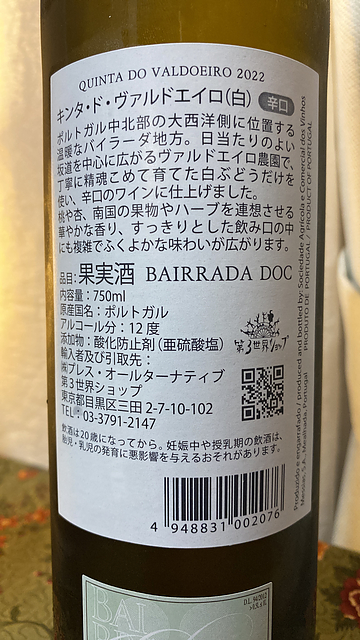 QUINTA DO VALDOEIRO 2022
キンタ・ド・ヴァルドエイロ(白) 辛口
ポルトガル中北部の大西洋側に位置する
温暖なバイラーダ地方。日当たりのよい
坂道を中心に広がるヴァルドエイロ農園で、
丁寧に精魂こめて育てた白ぶどうだけを
使い、辛口のワインに仕上げました。
桃や杏、南国の果物やハーブを連想させる
華やかな香り、すっきりとした飲み口の中
にも複雑でふくよかな味わいが広がります。
品目:果実酒 BAIRRADA DOC
内容量:750ml
原産国名:ポルトガル
アルコール分:12度
添加物:酸化防止剤(亜硫酸塩)
輸入者及び引取先:
㈱プレス・オールターナティブ
第3世界ショップ
東京都目黒区三田 2-7-10-102
TEL:03-3791-2147
飲酒は20歳になってから。妊娠中や授乳期の飲酒は、
胎児・乳児の発育に悪影響を与えるおそれがあります。
第3世界ショップ
Produzido e engarrafado / produced and bottled by: Sociedade Agrícola e Comercial dos Vinhos
Messias, S.A. Mealhada, Portugal PRODUTO DE PORTUGAL / PRODUCT OF PORTUGAL
4 948831 002076
BAI